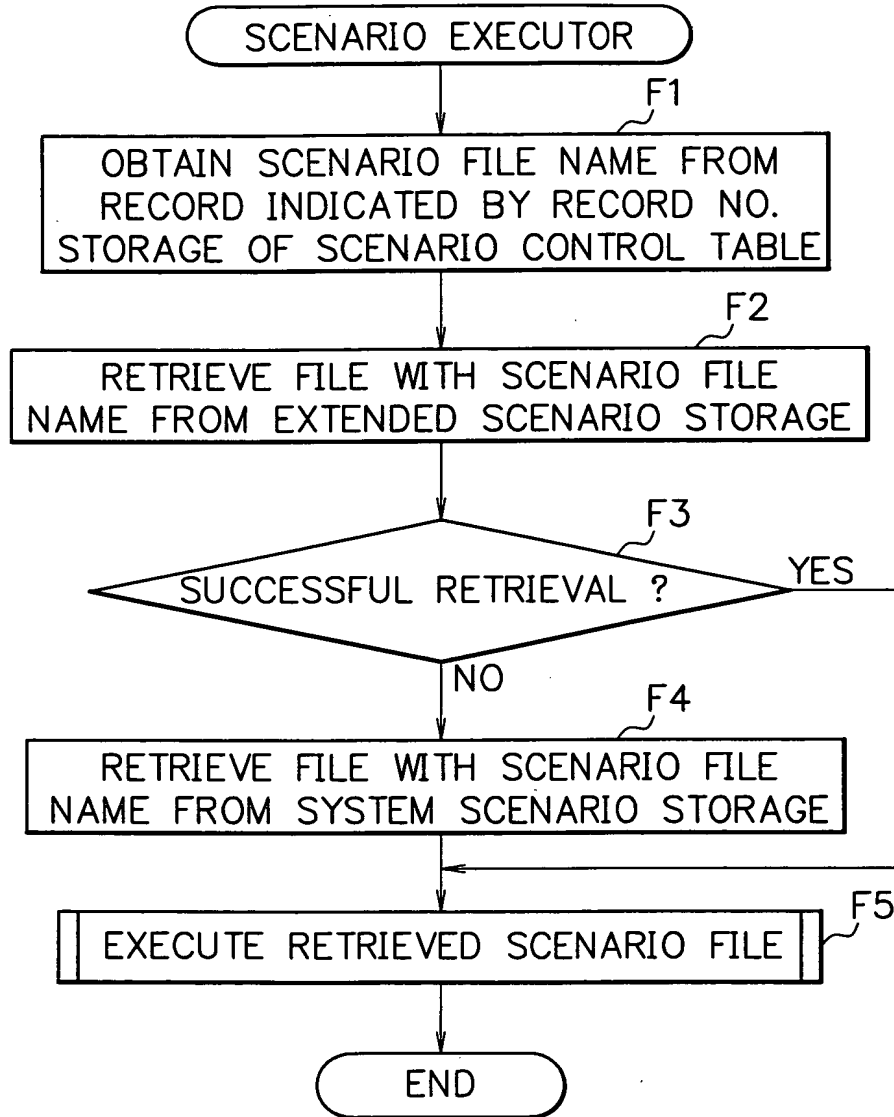 SCENARIO EXECUTOR
F1
OBTAIN SCENARIO FILE NAME FROM
RECORD INDICATED BY RECORD NO.
STORAGE OF SCENARIO CONTROL TABLE
F2
RETRIEVE FILE WITH SCENARIO FILE
NAME FROM EXTENDED SCENARIO STORAGE
F3
SUCCESSFUL RETRIEVAL ?
YES
NO
F4
RETRIEVE FILE WITH SCENARIO FILE
NAME FROM SYSTEM SCENARIO STORAGE
F5
EXECUTE RETRIEVED SCENARIO FILE
END